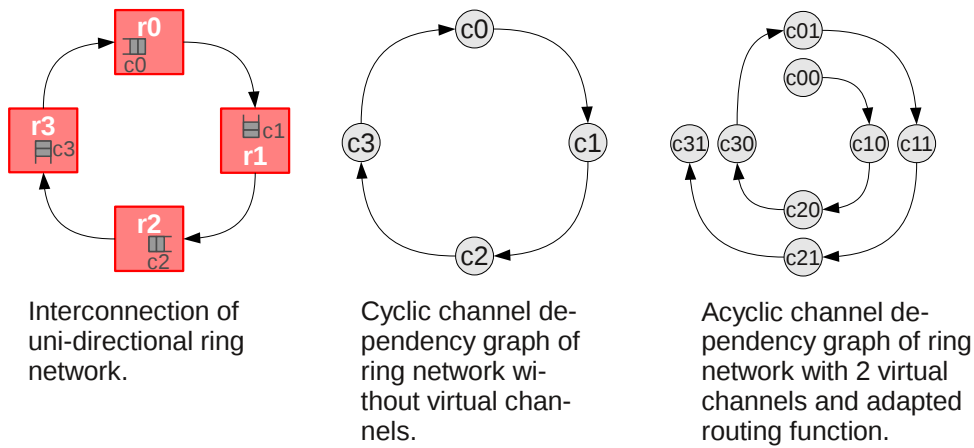 r0
c0
r3
c3
c1
r1
r2
c2
Interconnection of
uni-directional ring
network.
c0
c3
c1
c2
Cyclic channel de-
pendency graph of
ring network wi-
thout virtual chan-
nels.
c01
c00
c31
c30
c10
c11
c20
c21
Acyclic channel de-
pendency graph of ring
network with 2 virtual
channels and adapted
routing function.